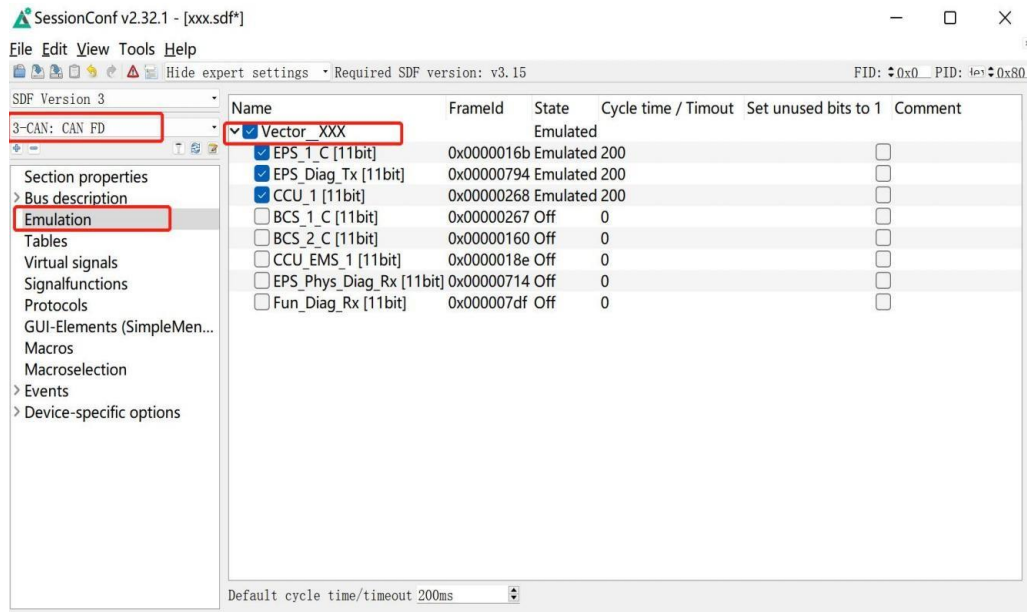 SessionConf v2.32.1 - [xxx.sdf*]
File Edit View Tools Help
Hide expert settings Required SDF version: v3.15 FID: 0x0 PID: 0x80
SDF Version 3
3-CAN: CAN FD
Section properties
Bus description
Emulation
Tables
Virtual signals
Signalfunctions
Protocols
GUI-Elements (SimpleMen...
Macros
Macroselection
Events
Device-specific options
Name FrameId State Cycle time / Timout Set unused bits to 1 Comment
Vector__XXX Emulated
EPS_1_C [11bit] 0x0000016b Emulated 200
EPS_Diag_Tx [11bit] 0x00000794 Emulated 200
CCU_1 [11bit] 0x00000268 Emulated 200
BCS_1_C [11bit] 0x00000267 Off 0
BCS_2_C [11bit] 0x00000160 Off 0
CCU_EMS_1 [11bit] 0x0000018e Off 0
EPS_Phys_Diag_Rx [11bit] 0x00000714 Off 0
Fun_Diag_Rx [11bit] 0x000007df Off 0
Default cycle time/timeout 200ms